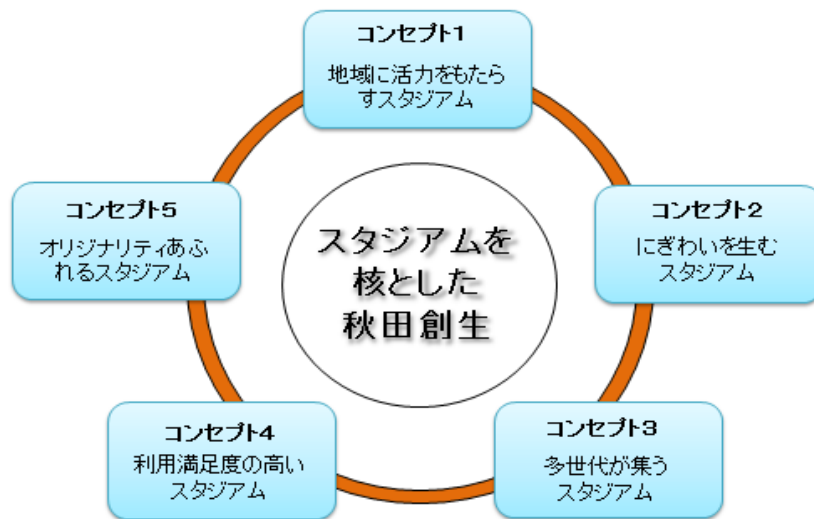 コンセプト1
地域に活力をもたら
すスタジアム
コンセプト5
オリジナリティあふ
れるスタジアム
スタジアムを
核とした
秋田創生
コンセプト2
にぎわいを生む
スタジアム
コンセプト4
利用満足度の高い
スタジアム
コンセプト3
多世代が集う
スタジアム